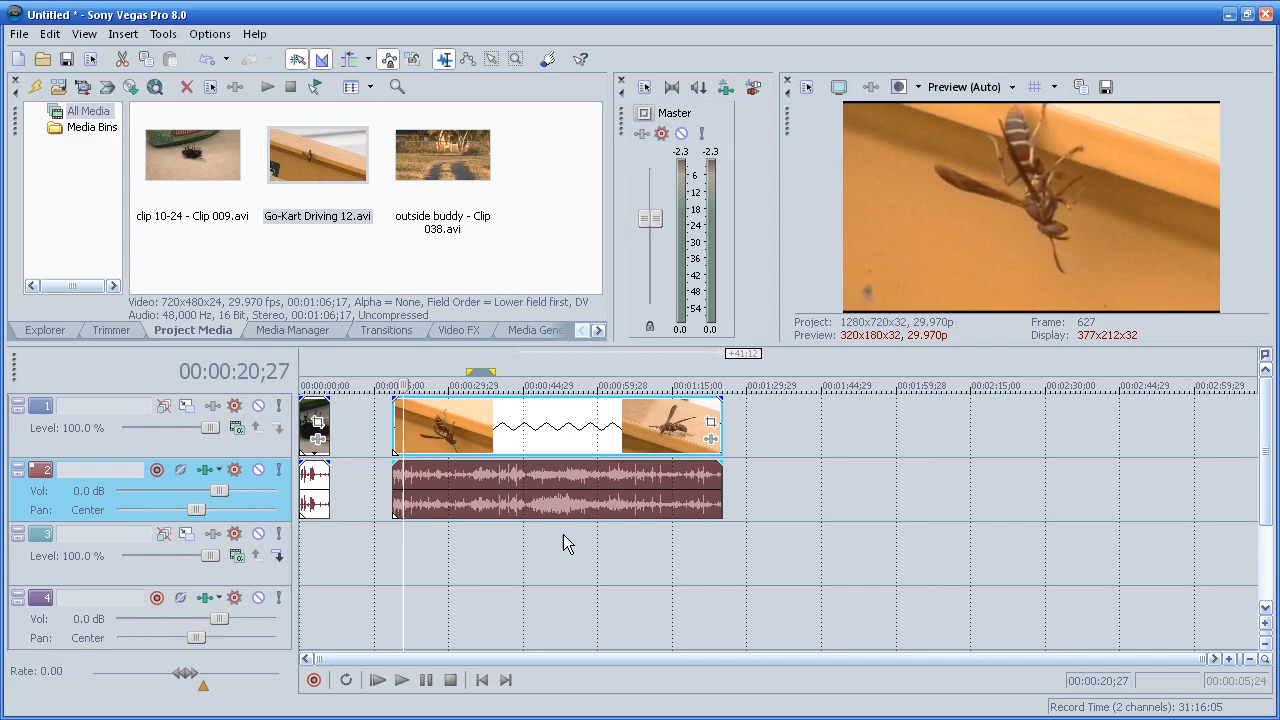 Untitled * - Sony Vegas Pro 8.0
File Edit View Insert Tools Options Help
All Media
Media Bins
clip 10-24 - Clip 009.avi
Go-Kart Driving 12.avi
outside buddy - Clip
038.avi
Video: 720x480x24, 29.970 fps, 00:01:06;17, Alpha = None, Field Order = Lower field first, DV
Audio: 48,000 Hz, 16 Bit, Stereo, 00:01:06;17, Uncompressed
Explorer Trimmer Project Media Media Manager Transitions Video FX Media Gene
Master
-2.3 -2.3
6
12
18
24
30
36
42
48
54
0.0 0.0
Preview (Auto)
Project: 1280x720x32, 29.970p
Frame: 627
Preview: 320x180x32, 29.970p
Display: 377x212x32
+41;12
00:00:20;27
00:00:00;00 00:00:15;00 00:00:29;29 00:00:44;29 00:00:59;28 00:01:15;00 00:01:29;29 00:01:44;29 00:01:59;28 00:02:15;00 00:02:30;00 00:02:44;29 00:02:59;29
1
Level: 100.0 %
2
Vol: 0.0 dB
Pan: Center
3
Level: 100.0 %
4
Vol: 0.0 dB
Pan: Center
Rate: 0.00
00:00:20;27
00:00:05;24
Record Time (2 channels): 31:16:05